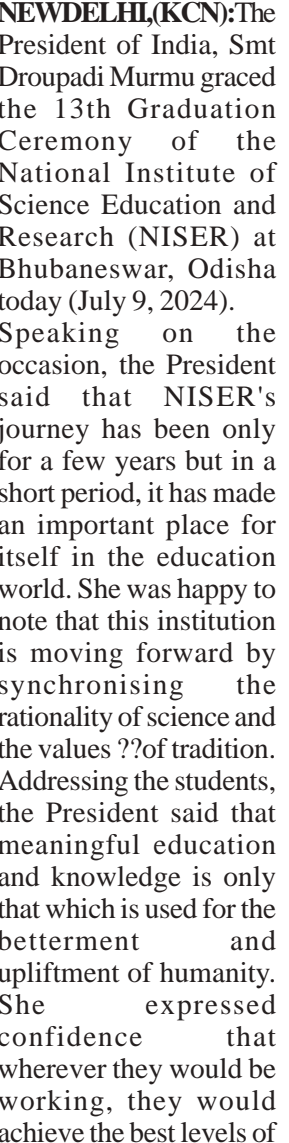 NEWDELHI,(KCN):The
President of India, Smt
Droupadi Murmu graced
the 13th Graduation
Ceremony of the
National Institute of
Science Education and
Research (NISER) at
Bhubaneswar, Odisha
today (July 9, 2024).
Speaking on the
occasion, the President
said that NISER's
journey has been only
for a few years but in a
short period, it has made
an important place for
itself in the education
world. She was happy to
note that this institution
is moving forward by
synchronising the
rationality of science and
the values ??of tradition.
Addressing the students,
the President said that
meaningful education
and knowledge is only
that which is used for the
betterment and
upliftment of humanity.
She expressed
confidence that
wherever they would be
working, they would
achieve the best levels of